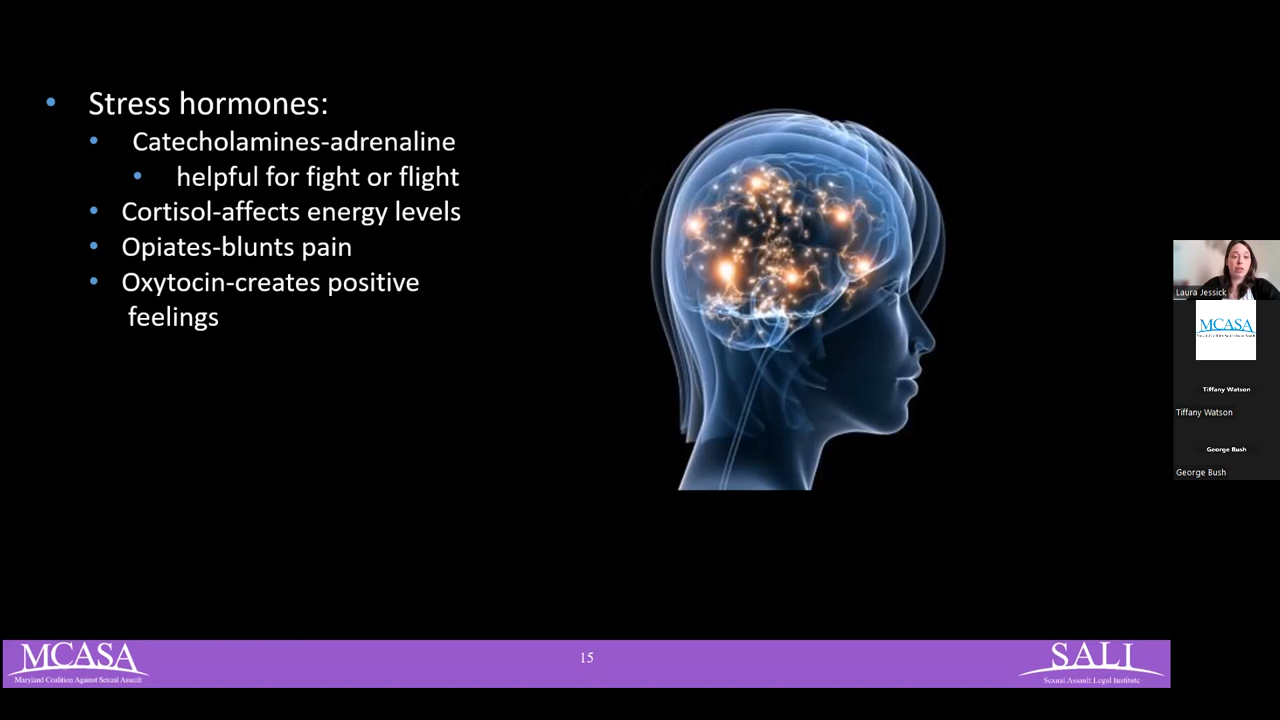 Stress hormones:
Catecholamines-adrenaline
helpful for fight or flight
Cortisol-affects energy levels
Opiates-blunts pain
Oxytocin-creates positive
feelings
Laura Jessick
MCASA
Tiffany Watson
Tiffany Watson
George Bush
George Bush
MCASA
Maryland Coalition Against Sexual Assault
15
SALI
Sexual Assault Legal Institute